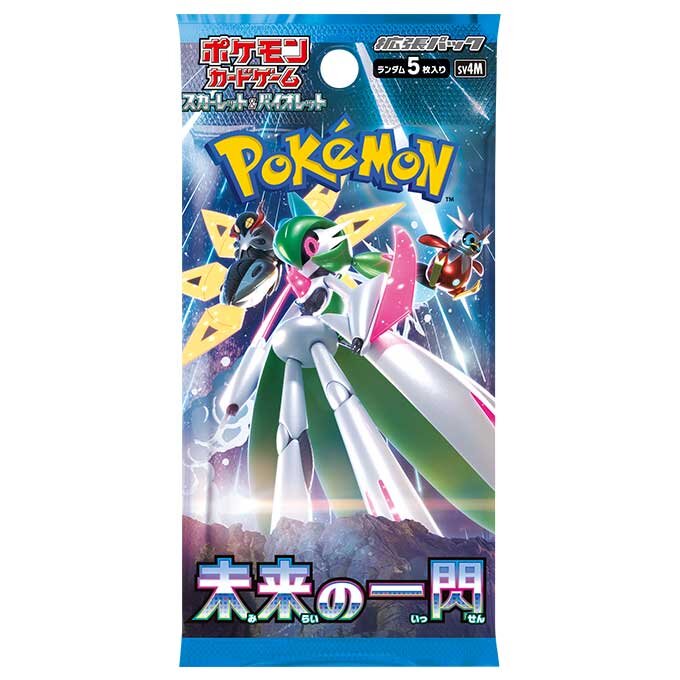 ポケモン
カードゲーム
スカーレット&バイオレット
拡張パック
ランダム5枚入り
SV4M
POKéMON
TM
未来の一閃
み らい いっ せん